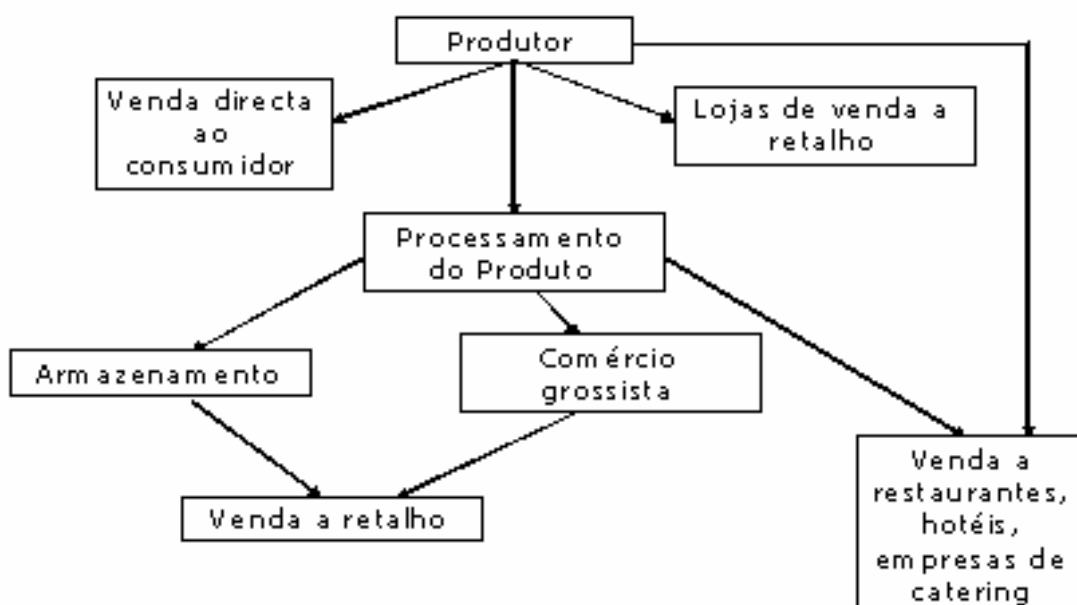 Produtor
Venda directa
ao
consumidor
Lojas de venda a
retalho
Processamento
do Produto
Armazenamento
Comércio
grossista
Venda a retalho
Venda a
restaurantes,
hotéis,
empresas de
catering